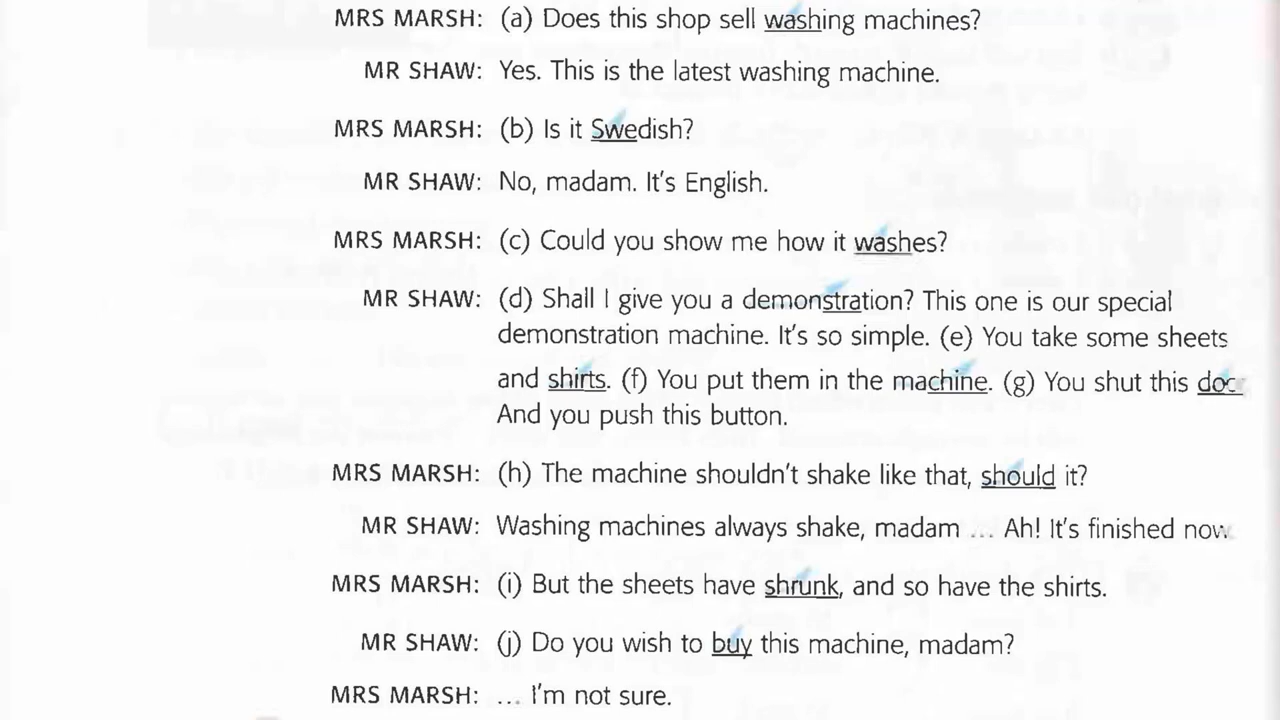 MRS MARSH: (a) Does this shop sell washing machines?
MR SHAW: Yes. This is the latest washing machine.
MRS MARSH: (b) Is it Swedish?
MR SHAW: No, madam. It's English.
MRS MARSH: (c) Could you show me how it washes?
MR SHAW: (d) Shall I give you a demonstration? This one is our special
demonstration machine. It's so simple. (e) You take some sheets
and shirts. (f) You put them in the machine. (g) You shut this
And you push this button.
MRS MARSH: (h) The machine shouldn't shake like that, should it?
MR SHAW: Washing machines always shake, madam ... Ah! It's finished now
MRS MARSH: (i) But the sheets have shrunk, and so have the shirts.
MR SHAW: (j) Do you wish to buy this machine, madam?
MRS MARSH: ... I'm not sure.